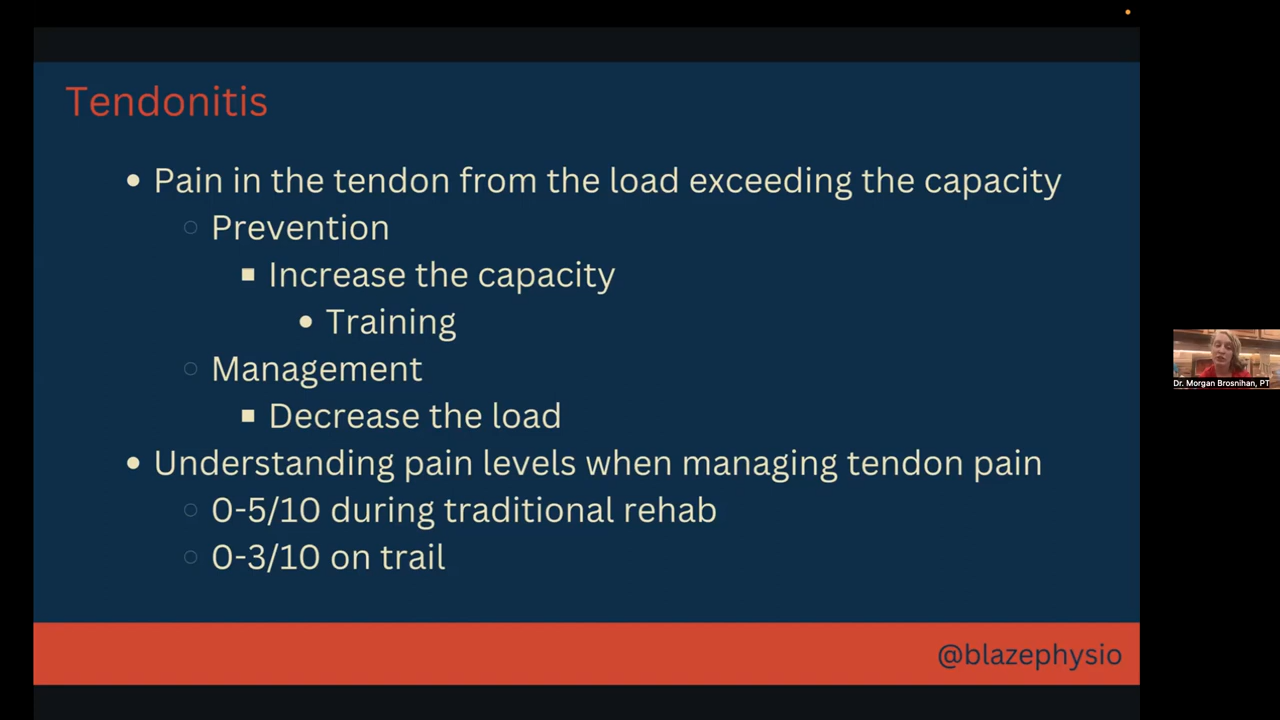 Tendonitis
Pain in the tendon from the load exceeding the capacity
Prevention
Increase the capacity
Training
Management
Decrease the load
Understanding pain levels when managing tendon pain
0-5/10 during traditional rehab
0-3/10 on trail
Dr. Morgan Brosnihan, PT
@blazephysio